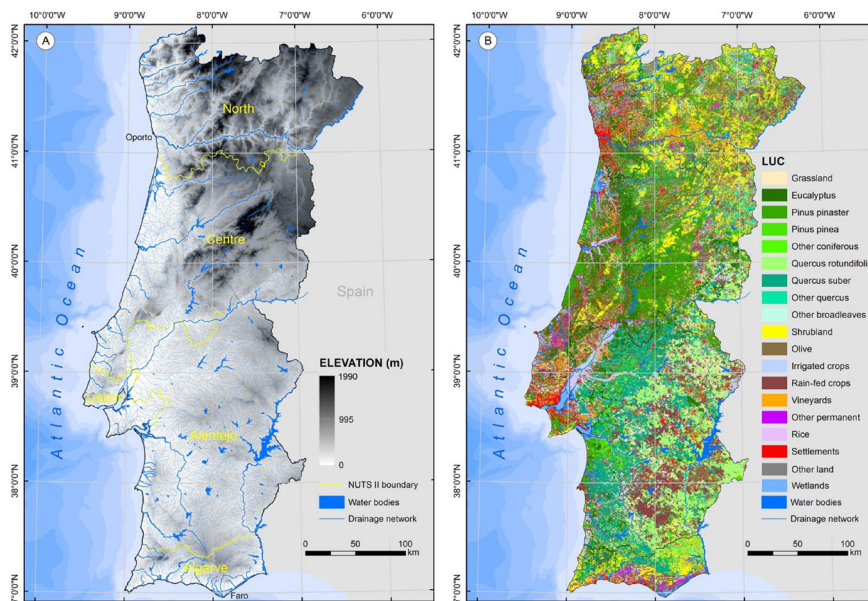 10°0'0"W
9°0'0"W
8°0'0"W
7°0'0"W
6°0'0"W
A
42°0'0"N
41°0'0"N
40°0'0"N
39°0'0"N
38°0'0"N
37°0'0"N
North
Oporto
Centre
Spain
Atlantic Ocean
Lisbon
Alentejo
Algarve
Faro
ELEVATION (m)
1990
995
0
NUTS II boundary
Water bodies
Drainage network
0 50 100
km
10°0'0"W
9°0'0"W
8°0'0"W
7°0'0"W
6°0'0"W
B
42°0'0"N
41°0'0"N
40°0'0"N
39°0'0"N
38°0'0"N
37°0'0"N
Atlantic Ocean
LUC
Grassland
Eucalyptus
Pinus pinaster
Pinus pinea
Other coniferous
Quercus rotundifoli
Quercus suber
Other quercus
Other broadleaves
Shrubland
Olive
Irrigated crops
Rain-fed crops
Vineyards
Other permanent
Rice
Settlements
Other land
Wetlands
Water bodies
Drainage network
0 50 100
km